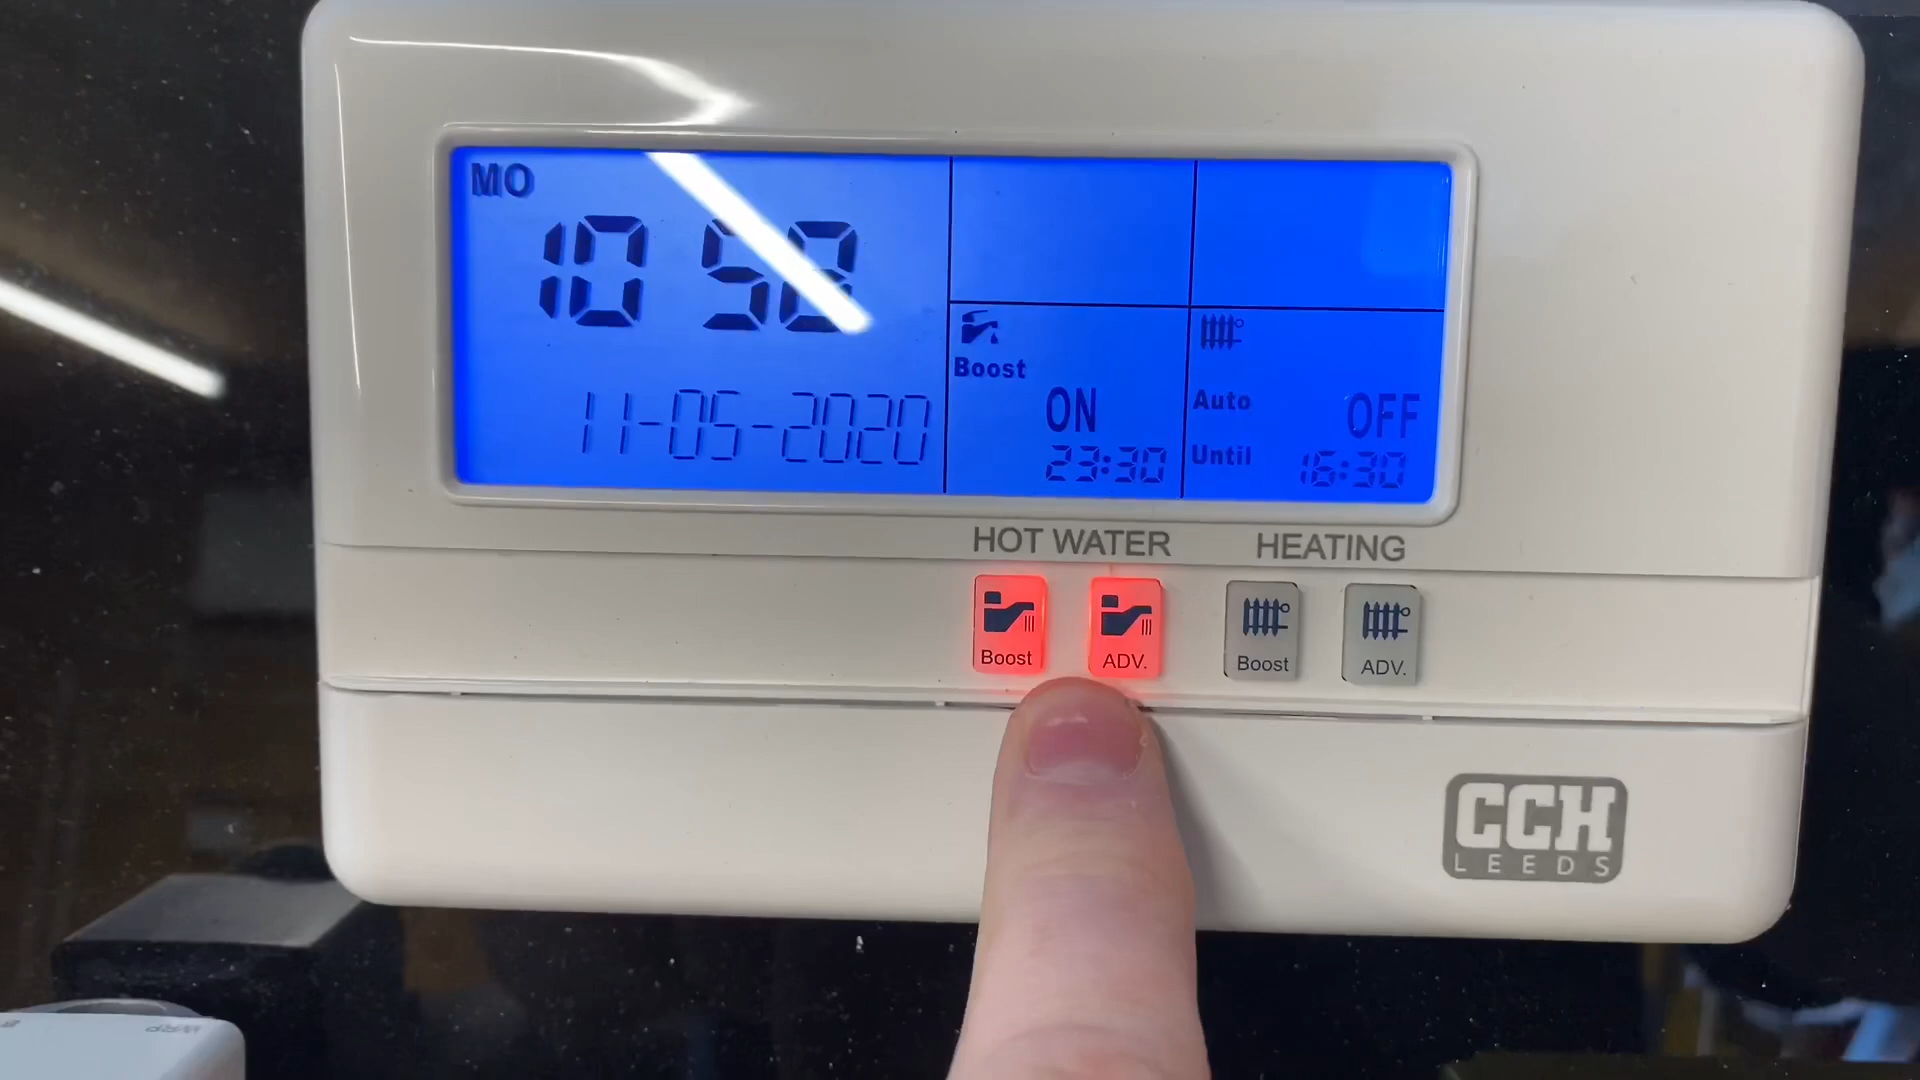 MO
10 58
11-05-2020
Boost
ON
23:30
Auto
OFF
Until
16:30
HOT WATER
HEATING
Boost
ADV.
Boost
ADV.
CCH
LEEDS